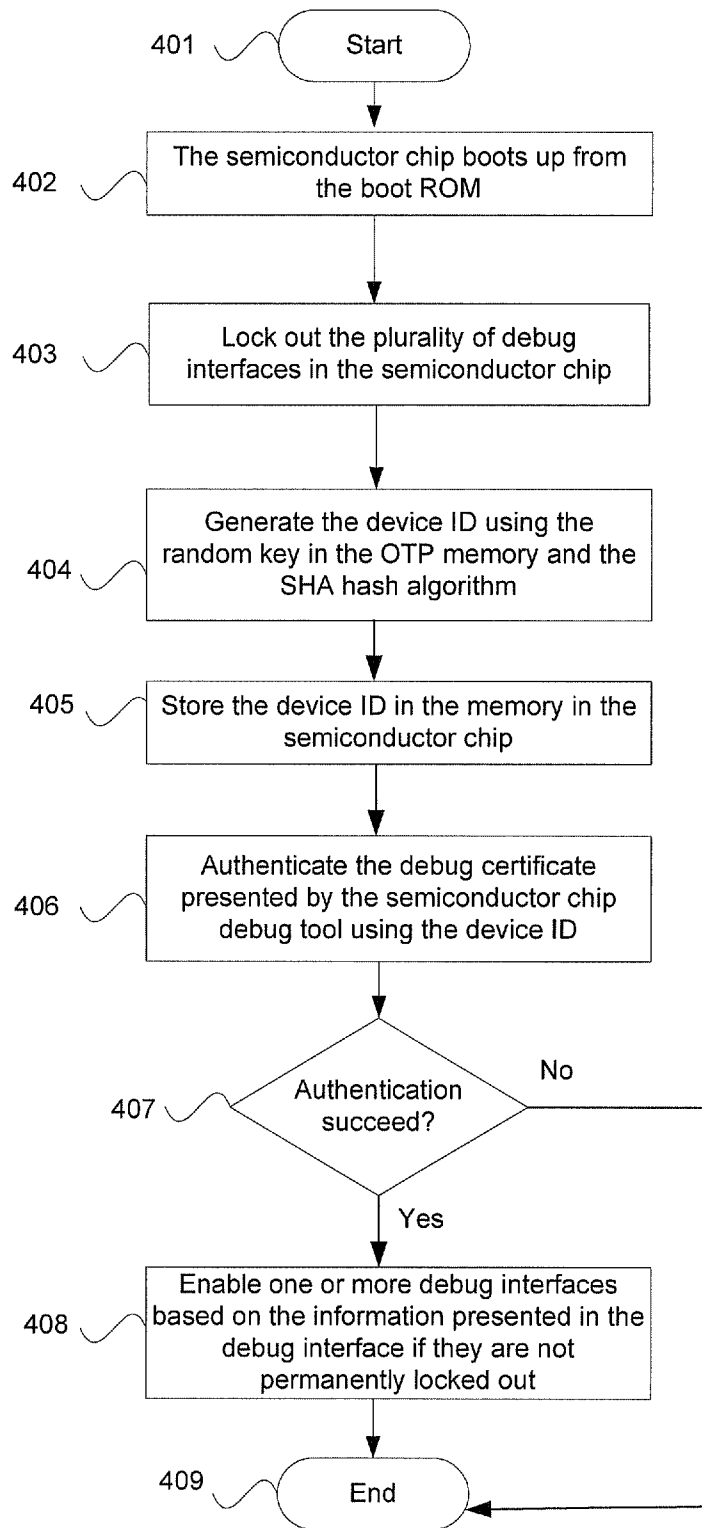 401
Start
402
The semiconductor chip boots up from
the boot ROM
403
Lock out the plurality of debug
interfaces in the semiconductor chip
404
Generate the device ID using the
random key in the OTP memory and the
SHA hash algorithm
405
Store the device ID in the memory in the
semiconductor chip
406
Authenticate the debug certificate
presented by the semiconductor chip
debug tool using the device ID
No
407
Authentication
succeed?
Yes
408
Enable one or more debug interfaces
based on the information presented in the
debug interface if they are not
permanently locked out
409
End